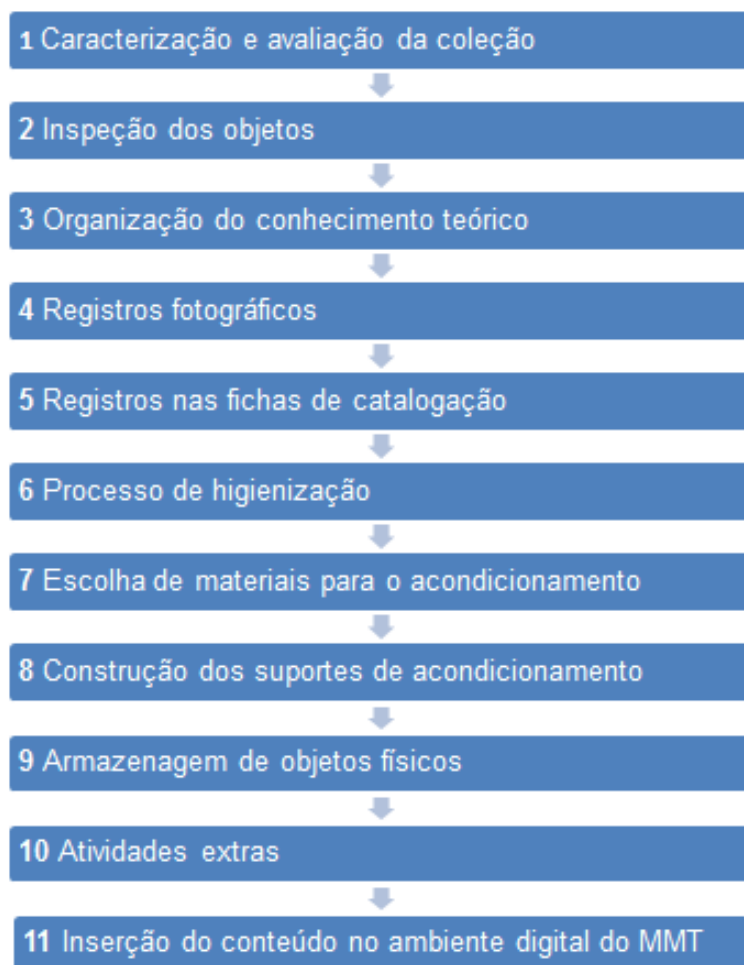 1 Caracterização e avaliação da coleção
2 Inspeção dos objetos
3 Organização do conhecimento teórico
4 Registros fotográficos
5 Registros nas fichas de catalogação
6 Processo de higienização
7 Escolha de materiais para o acondicionamento
8 Construção dos suportes de acondicionamento
9 Armazenagem de objetos físicos
10 Atividades extras
11 Inserção do conteúdo no ambiente digital do MMT